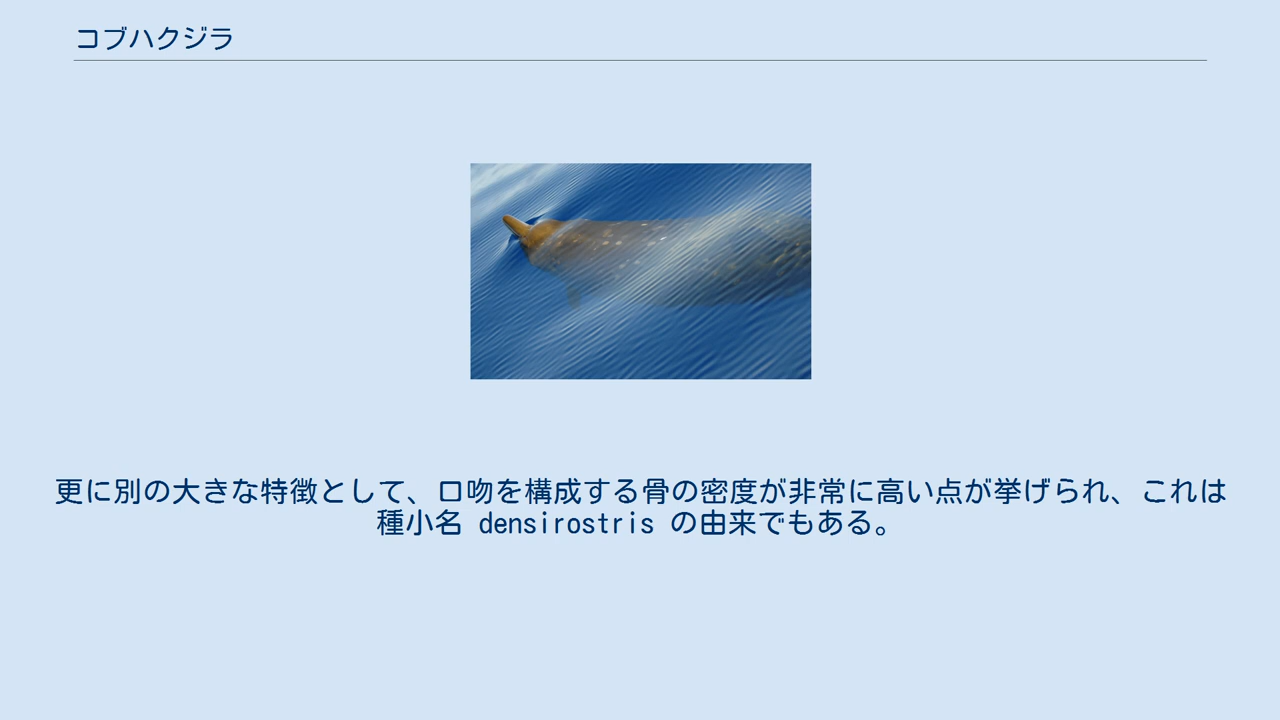 コブハクジラ
更に別の大きな特徴として、口吻を構成する骨の密度が非常に高い点が挙げられ、これは
種小名 densirostris の由来でもある。